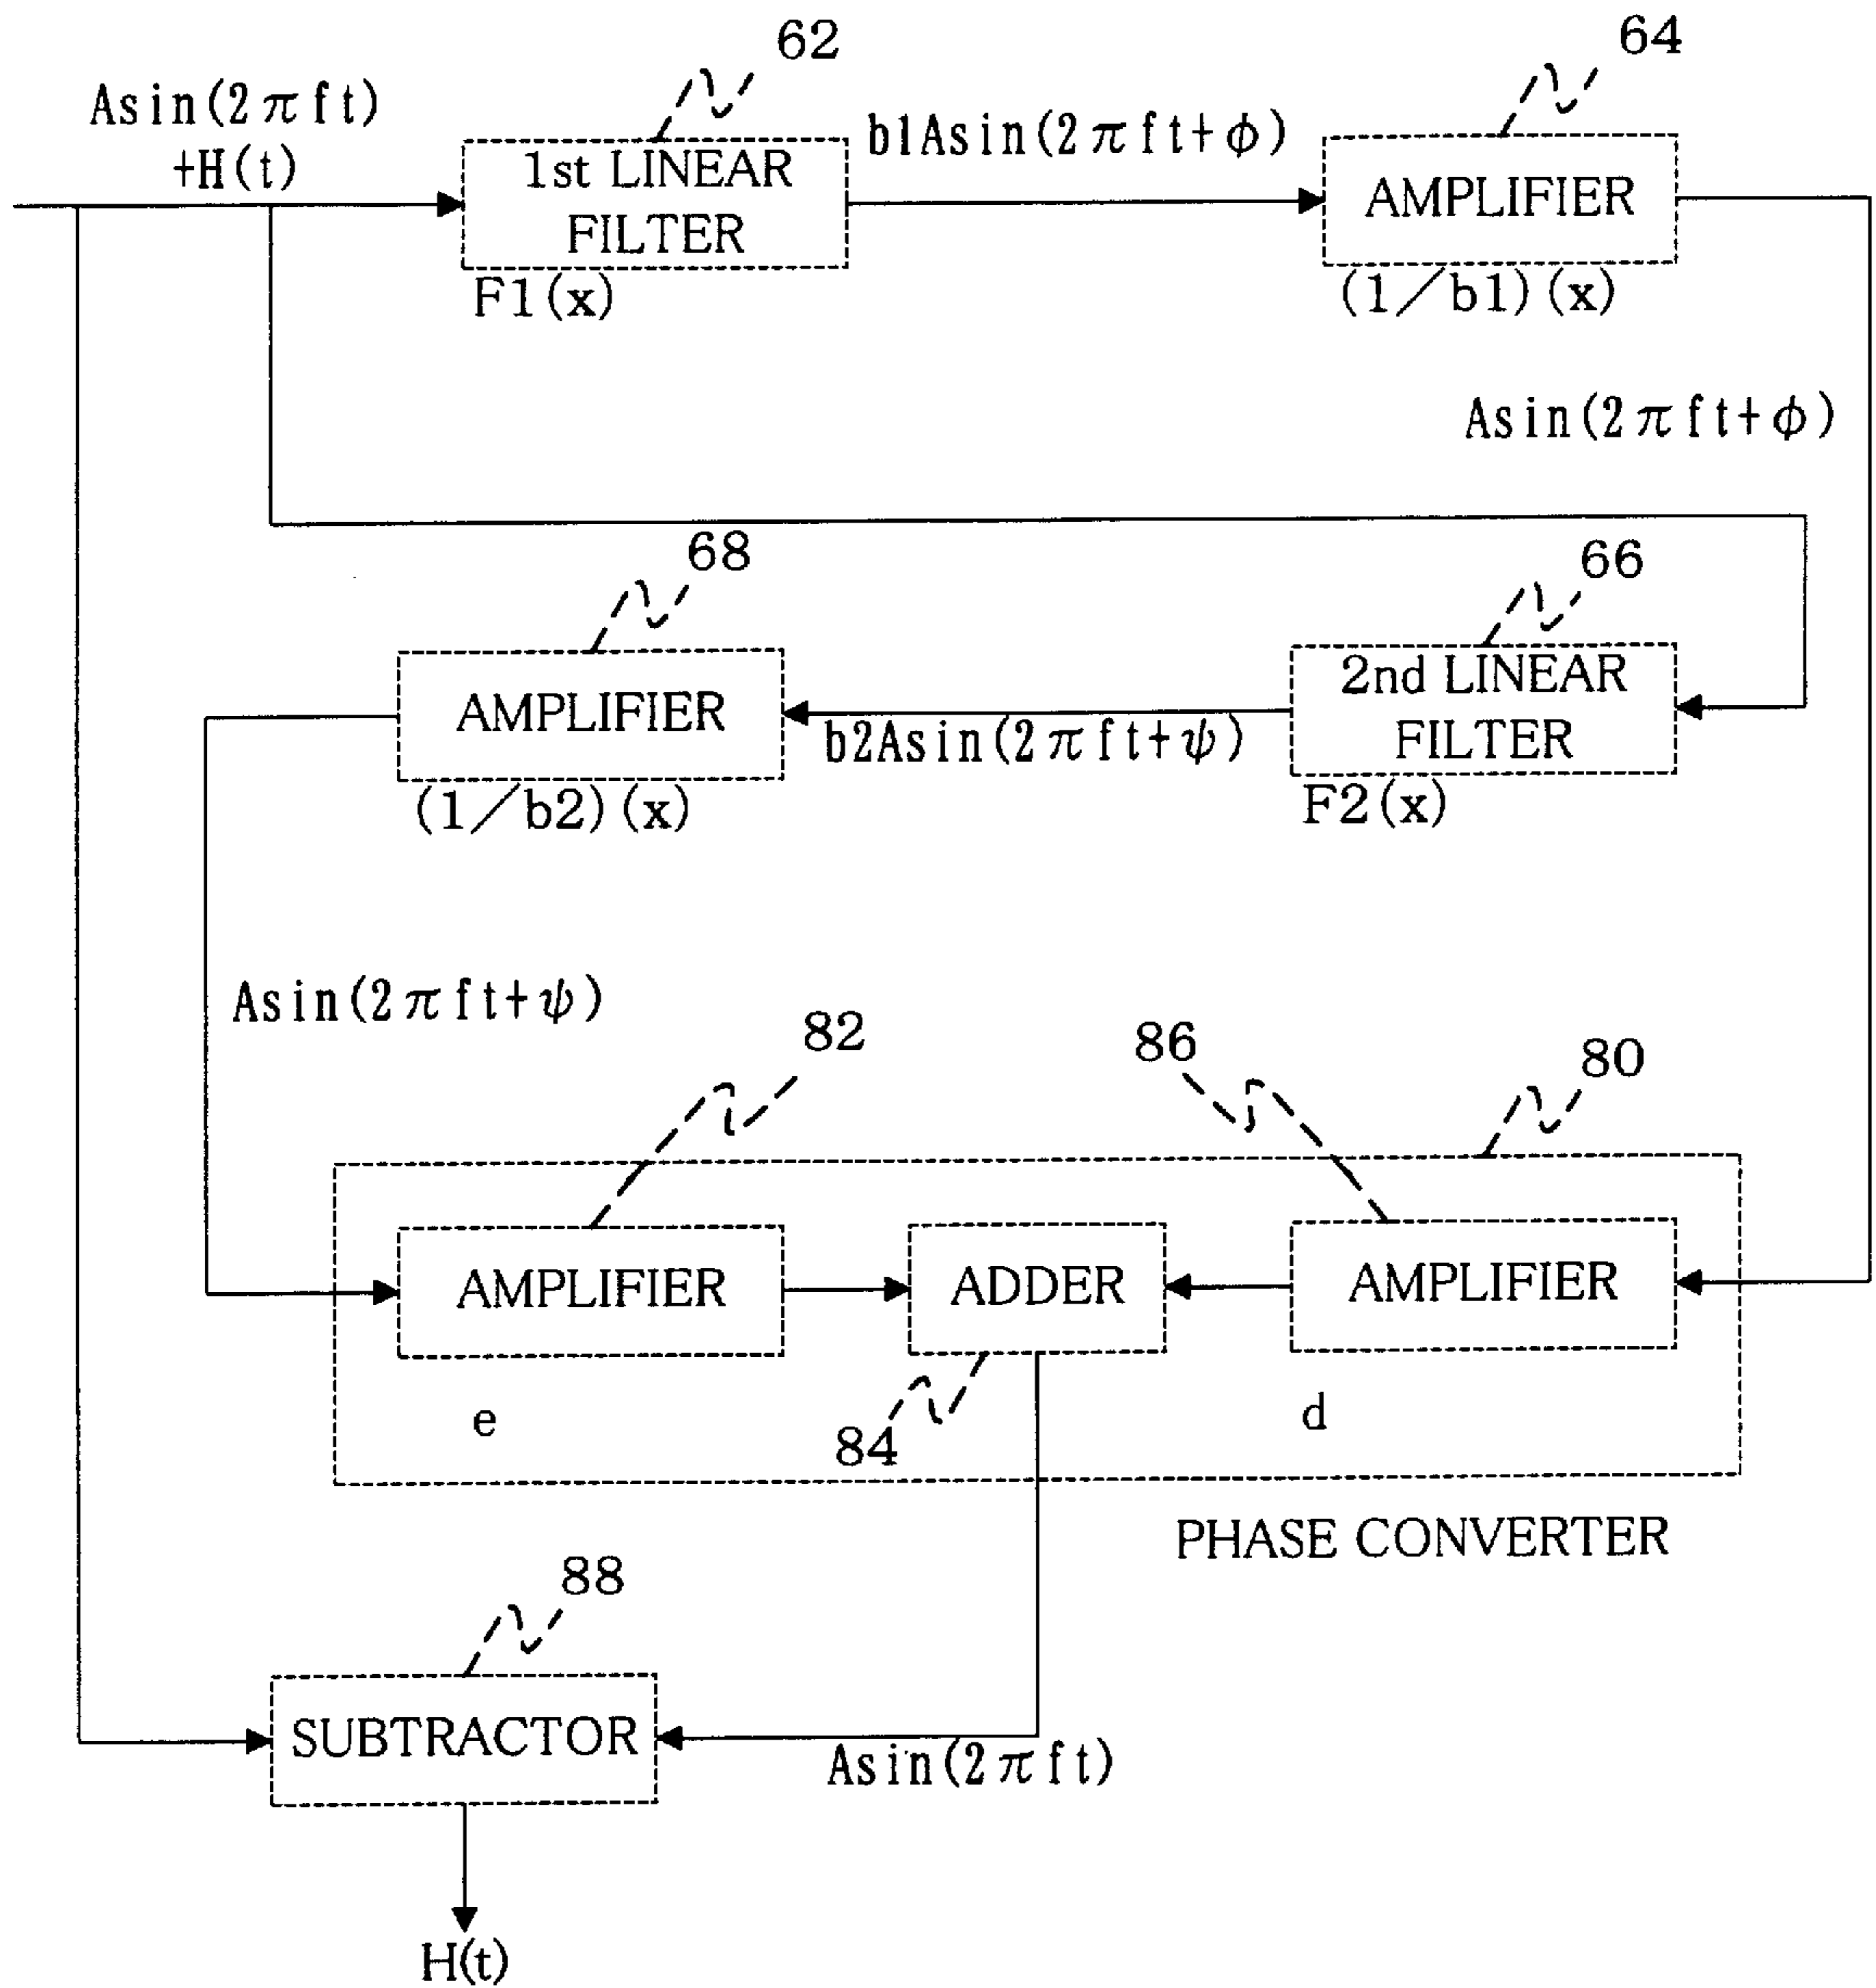 62
64
Asin(2πft)
+H(t)
1st LINEAR
FILTER
F1(x)
b1Asin(2πft+ϕ)
AMPLIFIER
(1/b1)(x)
Asin(2πft+ϕ)
68
66
AMPLIFIER
(1/b2)(x)
b2Asin(2πft+ψ)
2nd LINEAR
FILTER
F2(x)
Asin(2πft+ψ)
82
86
80
AMPLIFIER
ADDER
AMPLIFIER
e
84
d
PHASE CONVERTER
88
SUBTRACTOR
Asin(2πft)
H(t)